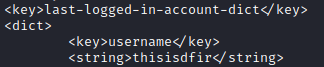 <key>last-logged-in-account-dict</key>
<dict>
<key>username</key>
<string>thisisdfir</string>